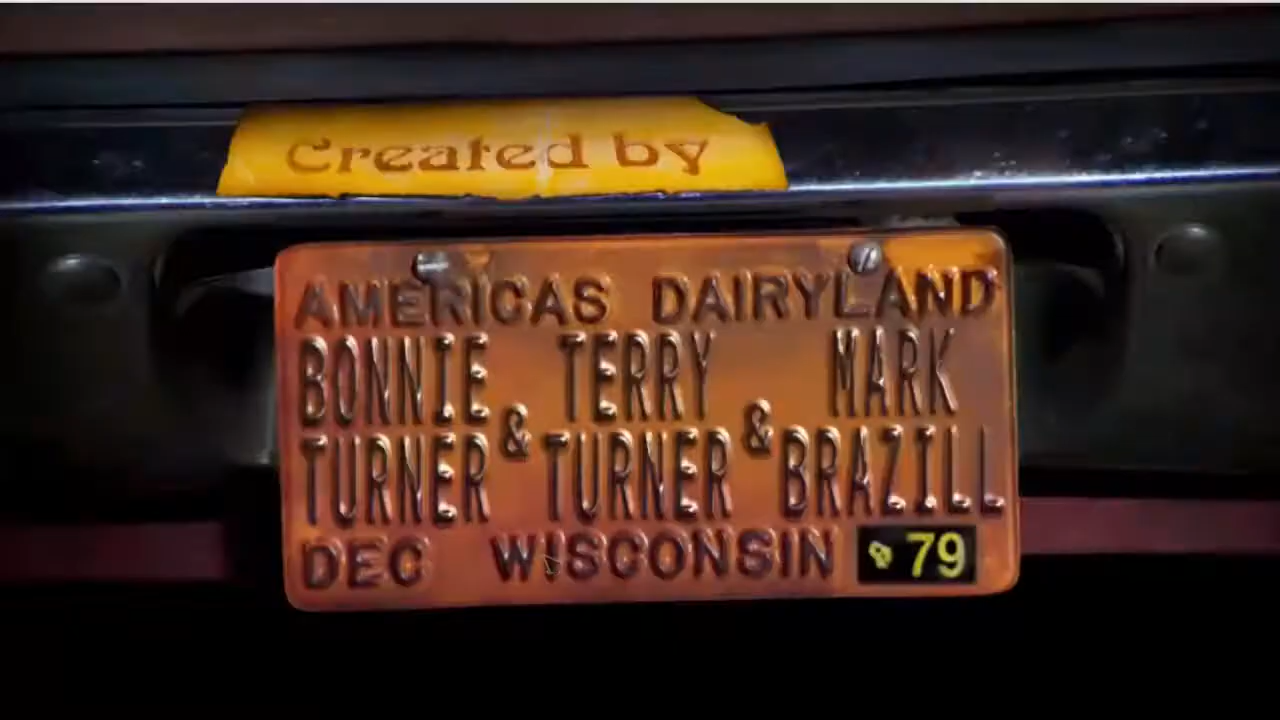 Created by
AMERICAS DAIRYLAND
BONNIE TERRY MARK
& &
TURNER TURNER BRAZILL
DEC WISCONSIN 79